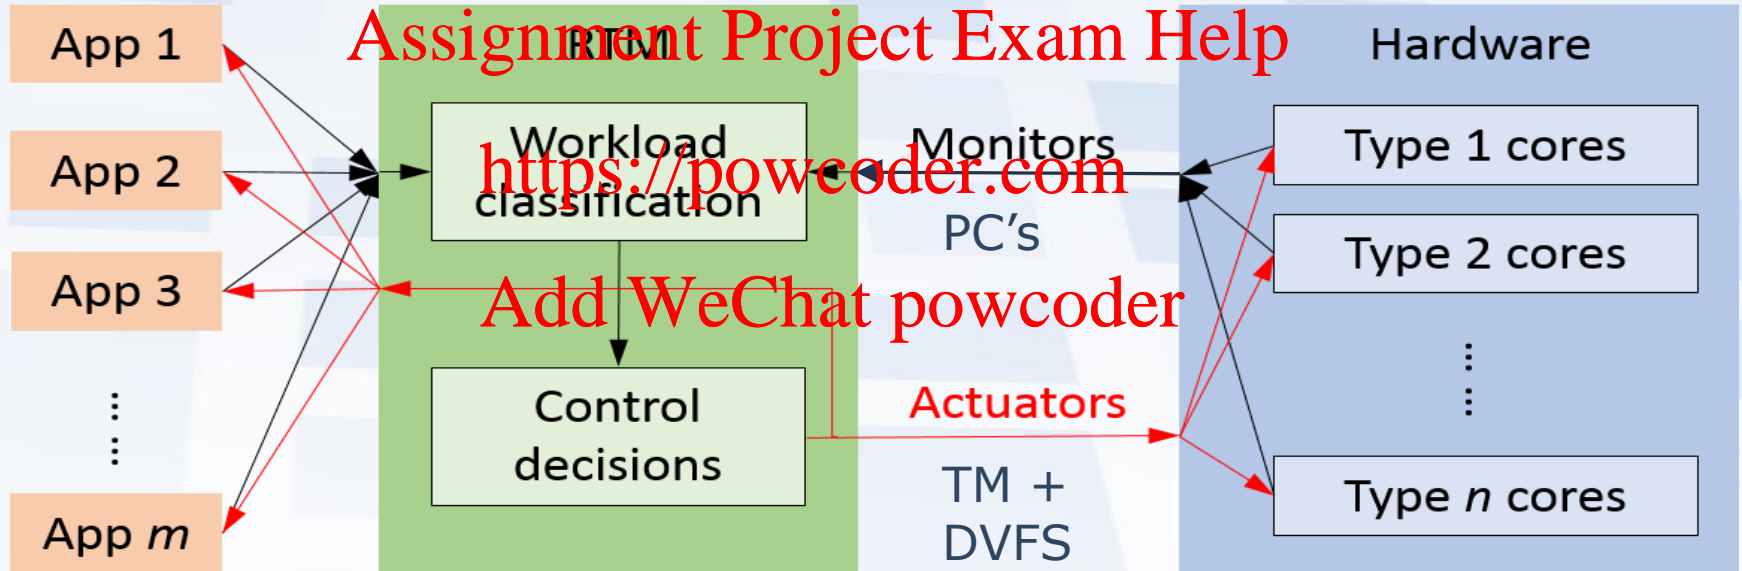 App 1
App 2
App 3
⋮
⋮
App m
Assignment Project Exam Help
RTM
https://powcoder.com
Workload
classification
Add WeChat powcoder
Control
decisions
Monitors
PC’s
Actuators
TM +
DVFS
Hardware
Type 1 cores
Type 2 cores
⋮
⋮
Type n cores